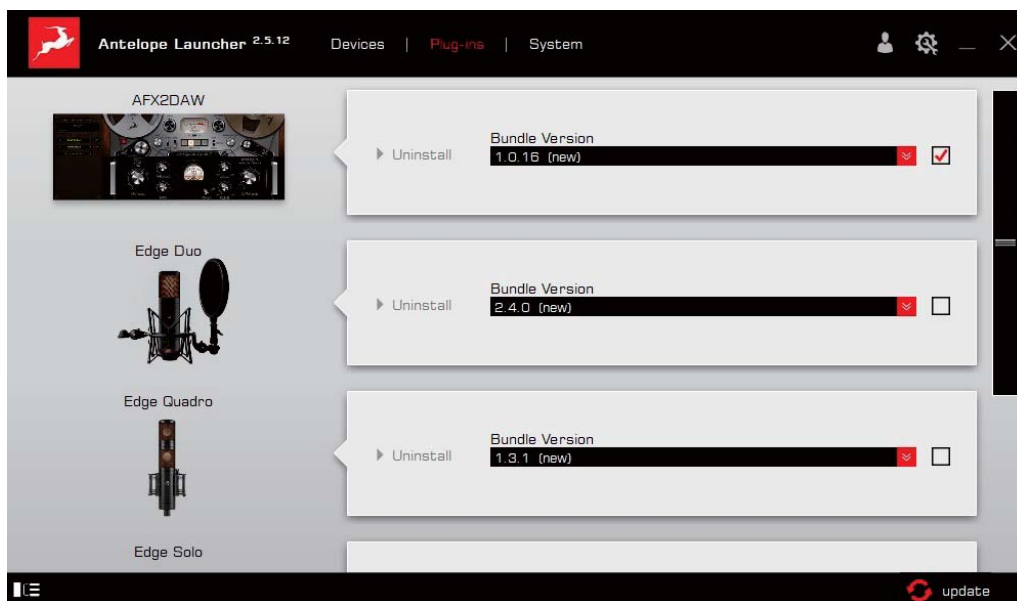 Antelope Launcher 2.5.12 Devices | Plug-ins | System
AFX2DAW
Bundle Version
Uninstall 1.0.16 (new)
Edge Duo
Bundle Version
Uninstall 2.4.0 (new)
Edge Quadro
Bundle Version
Uninstall 1.3.1 (new)
Edge Solo
update